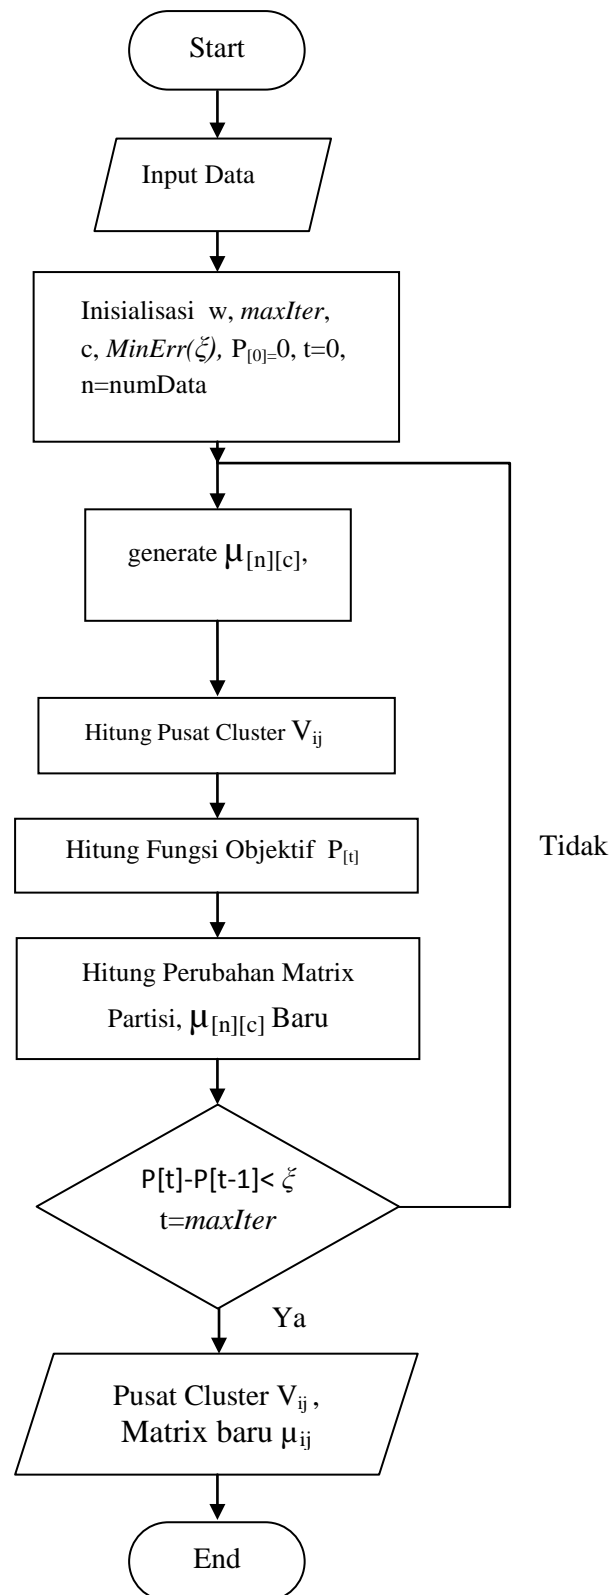 Start
Input Data
Inisialisasi w, maxIter,
c, MinErr(ξ), P[0]=0, t=0,
n=numData
generate μ[n][c],
Hitung Pusat Cluster Vij
Hitung Fungsi Objektif P[t]
Tidak
Hitung Perubahan Matrix
Partisi, μ[n][c] Baru
P[t]-P[t-1]< ξ
t=maxIter
Ya
Pusat Cluster Vij ,
Matrix baru μij
End